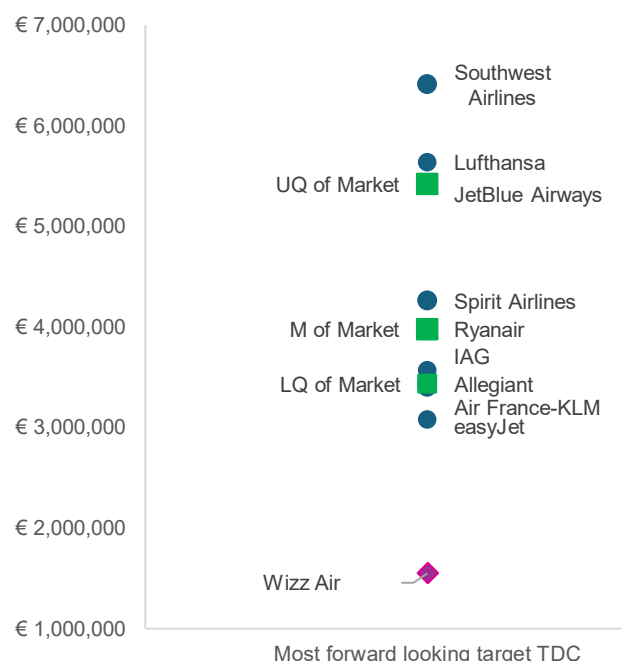 € 7,000,000
Southwest
Airlines
€ 6,000,000
Lufthansa
UQ of Market
JetBlue Airways
€ 5,000,000
Spirit Airlines
€ 4,000,000
M of Market
Ryanair
IAG
LQ of Market
Allegiant
Air France-KLM
easyJet
€ 3,000,000
€ 2,000,000
Wizz Air
€ 1,000,000
Most forward looking target TDC